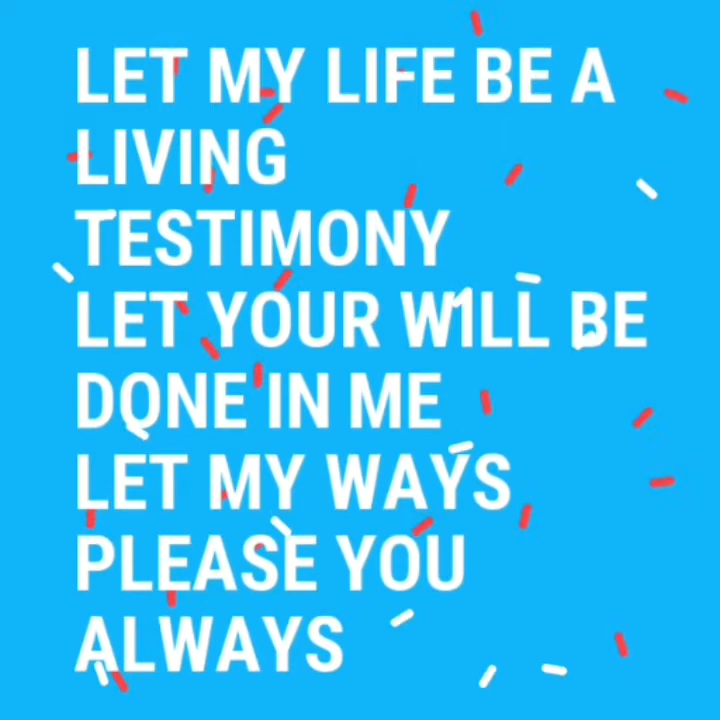 LET MY LIFE BE A
LIVING
TESTIMONY
LET YOUR WILL BE
DONE IN ME
LET MY WAYS
PLEASE YOU
ALWAYS